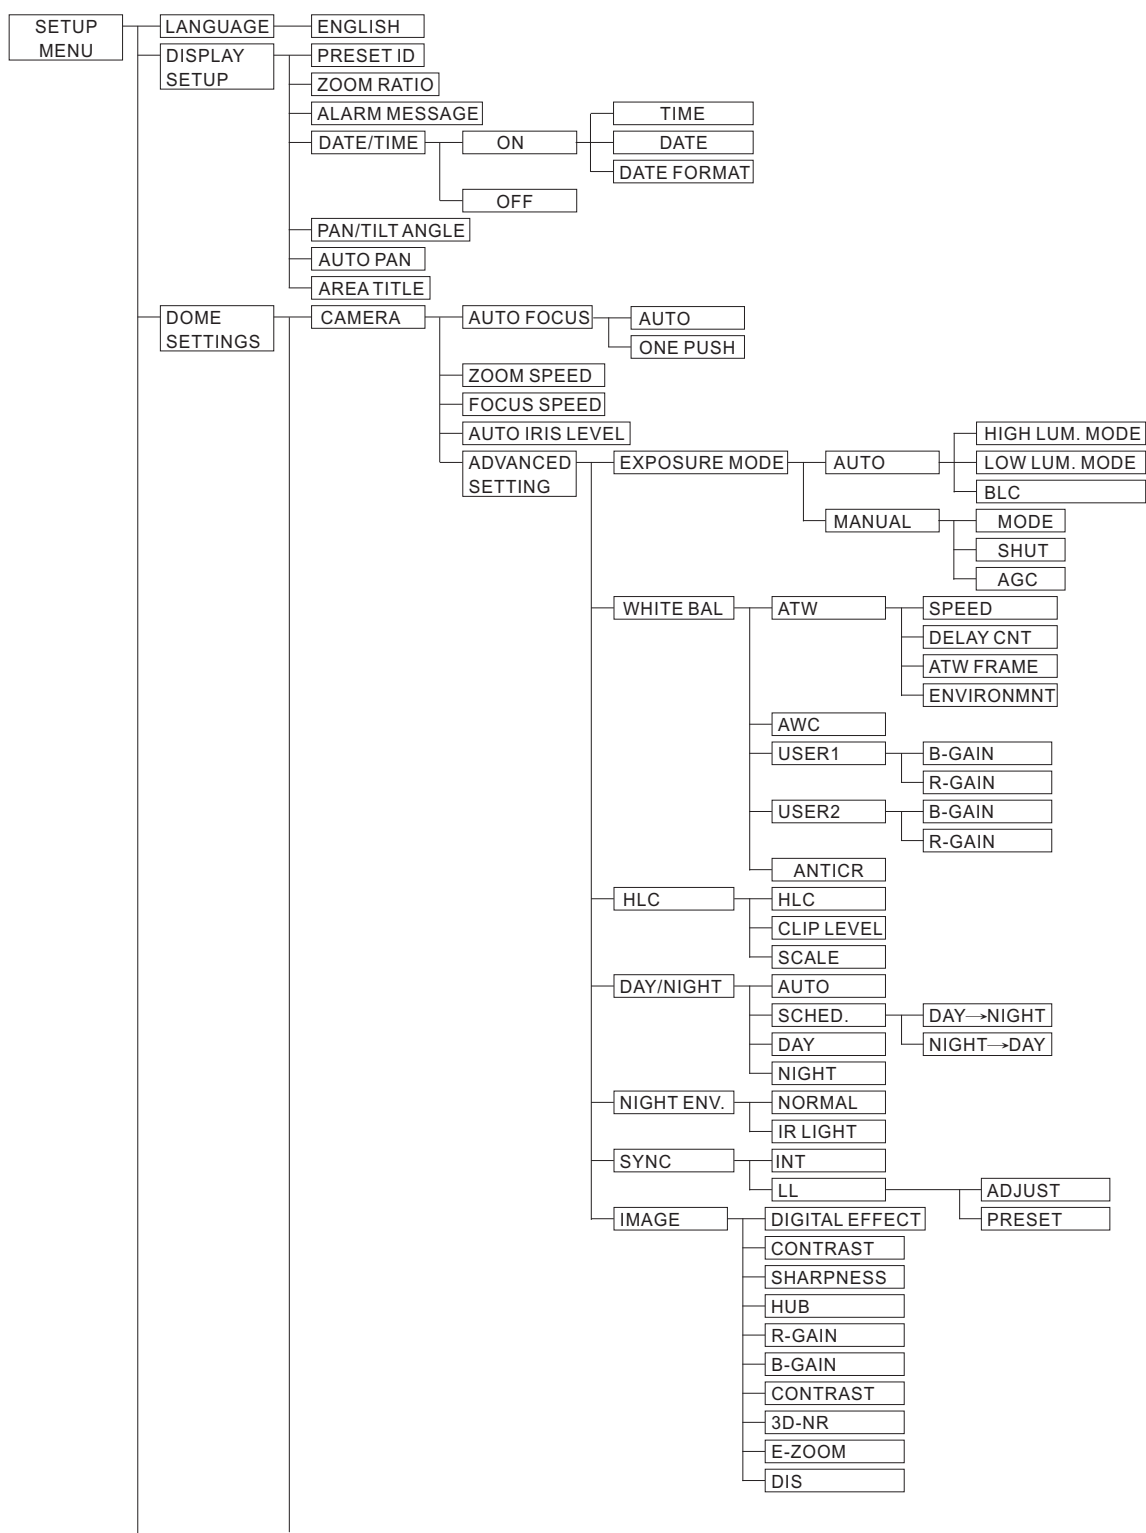 SETUP
MENU
LANGUAGE
ENGLISH
DISPLAY
SETUP
PRESET ID
ZOOM RATIO
ALARM MESSAGE
DATE/TIME
ON
TIME
DATE
DATE FORMAT
OFF
PAN/TILT ANGLE
AUTO PAN
AREA TITLE
DOME
SETTINGS
CAMERA
AUTO FOCUS
AUTO
ONE PUSH
ZOOM SPEED
FOCUS SPEED
AUTO IRIS LEVEL
ADVANCED
SETTING
EXPOSURE MODE
AUTO
HIGH LUM. MODE
LOW LUM. MODE
BLC
MANUAL
MODE
SHUT
AGC
WHITE BAL
ATW
SPEED
DELAY CNT
ATW FRAME
ENVIRONMNT
AWC
USER1
B-GAIN
R-GAIN
USER2
B-GAIN
R-GAIN
ANTICR
HLC
HLC
CLIP LEVEL
SCALE
DAY/NIGHT
AUTO
SCHED.
DAY→NIGHT
NIGHT→DAY
DAY
NIGHT
NIGHT ENV.
NORMAL
IR LIGHT
SYNC
INT
LL
ADJUST
PRESET
IMAGE
DIGITAL EFFECT
CONTRAST
SHARPNESS
HUB
R-GAIN
B-GAIN
CONTRAST
3D-NR
E-ZOOM
DIS